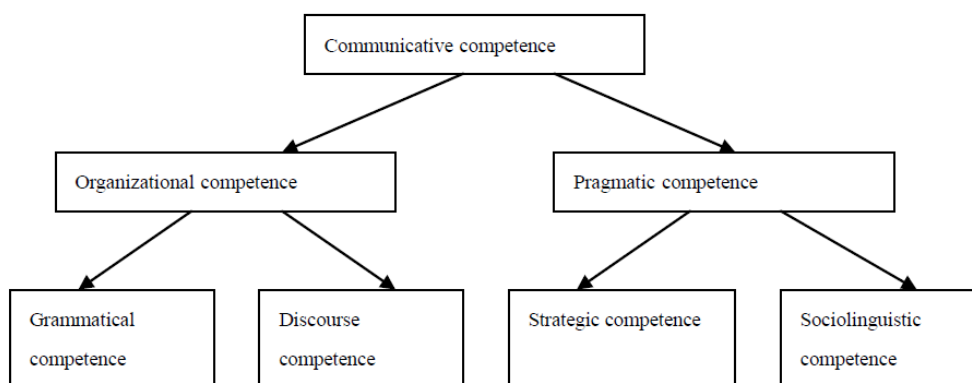 Communicative competence
Organizational competence
Pragmatic competence
Grammatical
competence
Discourse
competence
Strategic competence
Sociolinguistic
competence